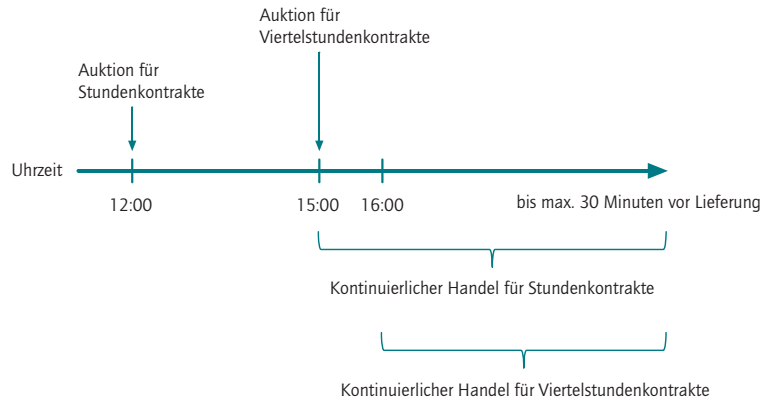 Auktion für
Viertelstundenkontrakte
Auktion für
Stundenkontrakte
Uhrzeit
12:00
15:00
16:00
bis max. 30 Minuten vor Lieferung
Kontinuierlicher Handel für Stundenkontrakte
Kontinuierlicher Handel für Viertelstundenkontrakte